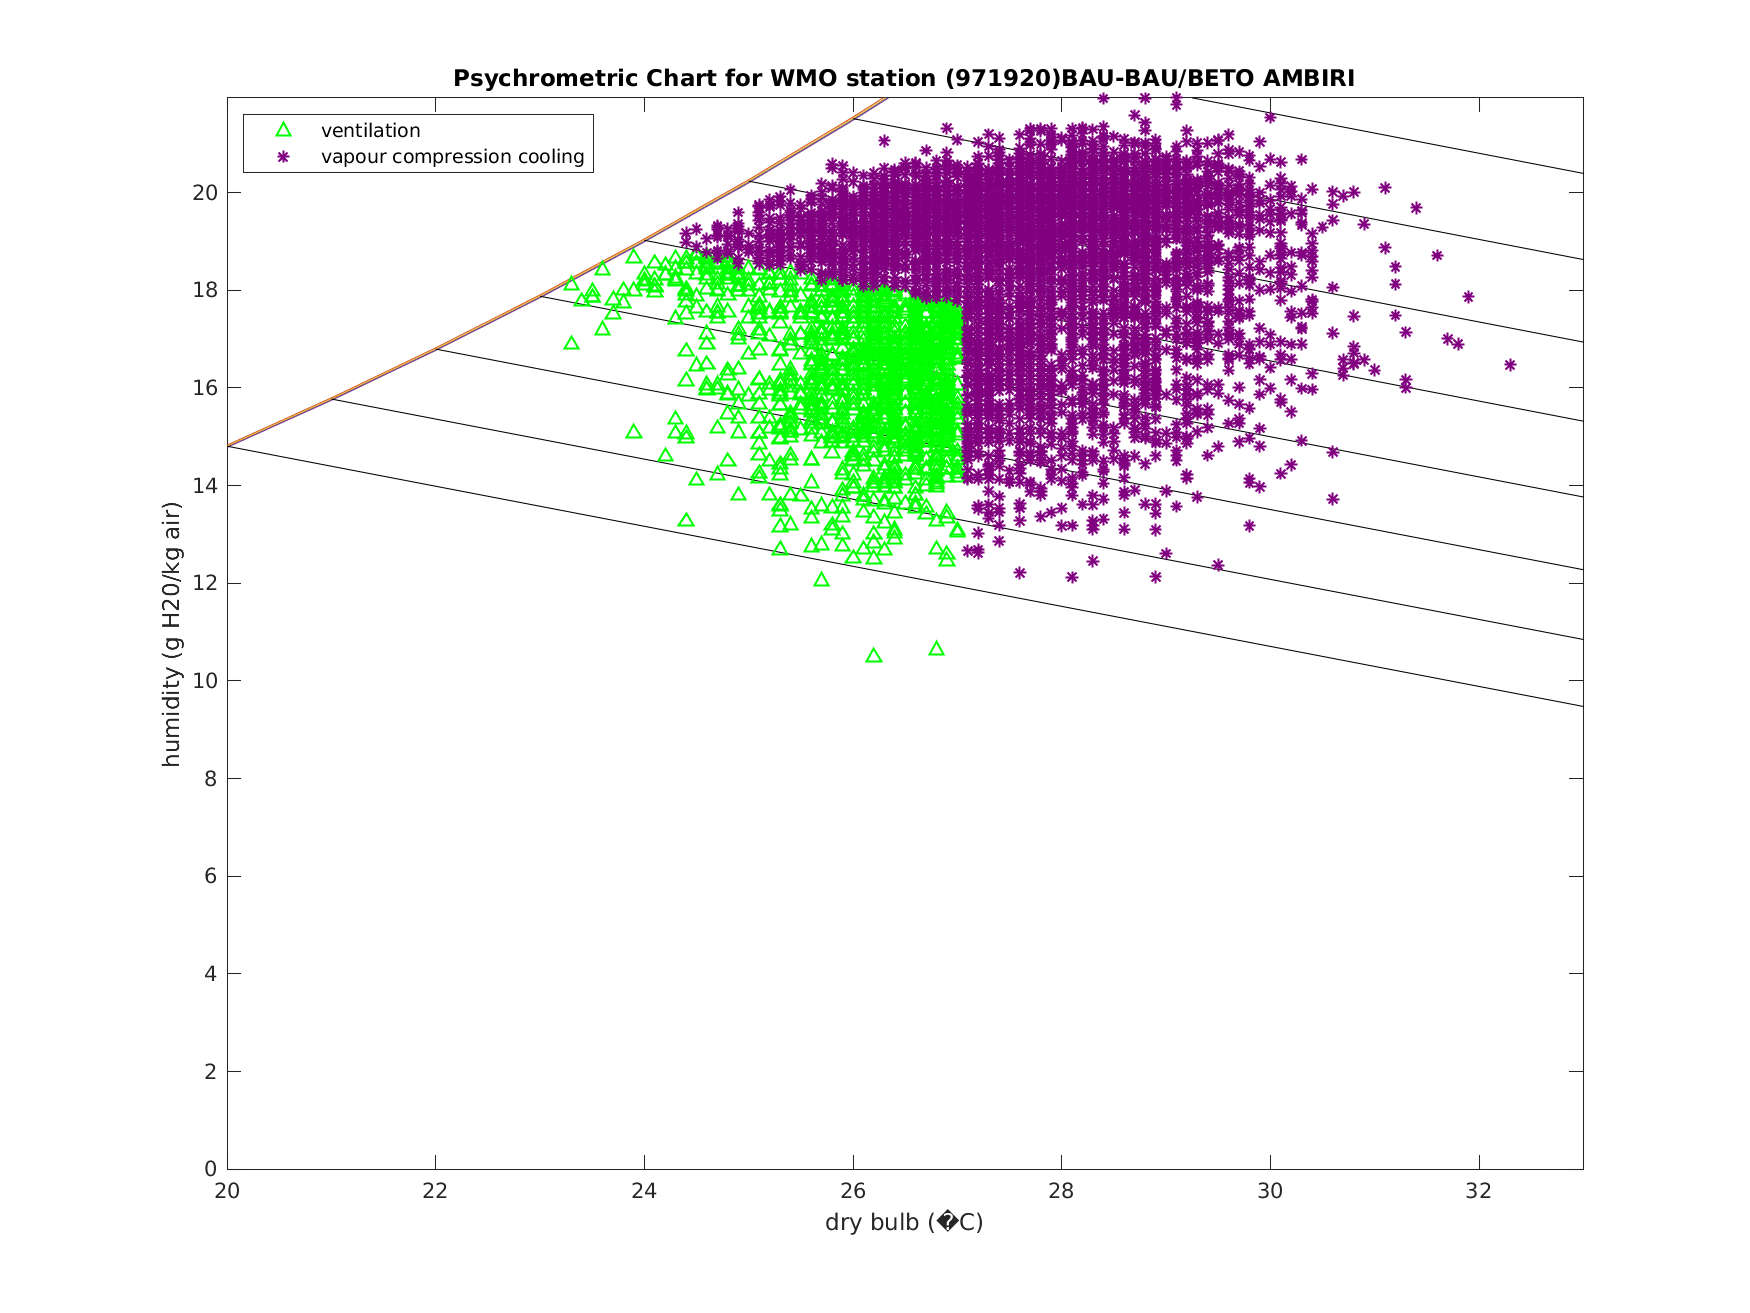 Psychrometric Chart for WMO station (971920)BAU-BAU/BETO AMBIRI
ventilation
vapour compression cooling
humidity (g H20/kg air)
20
18
16
14
12
10
8
6
4
2
0
20 22 24 26 28 30 32
dry bulb (�C)